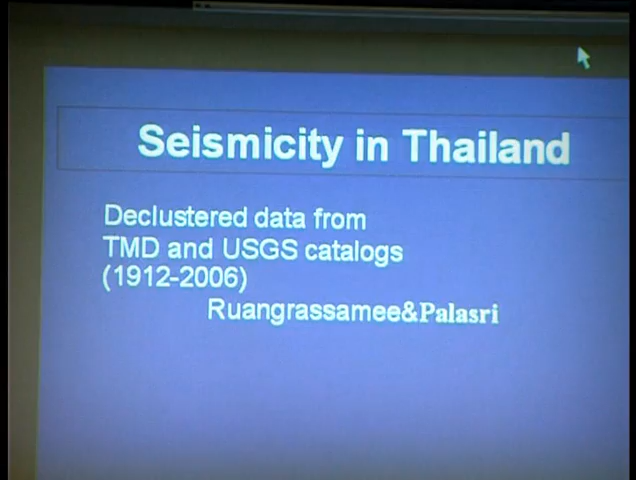 Seismicity in Thailand
Declustered data from
TMD and USGS catalogs
(1912-2006)
Ruangrassamee&Palasri